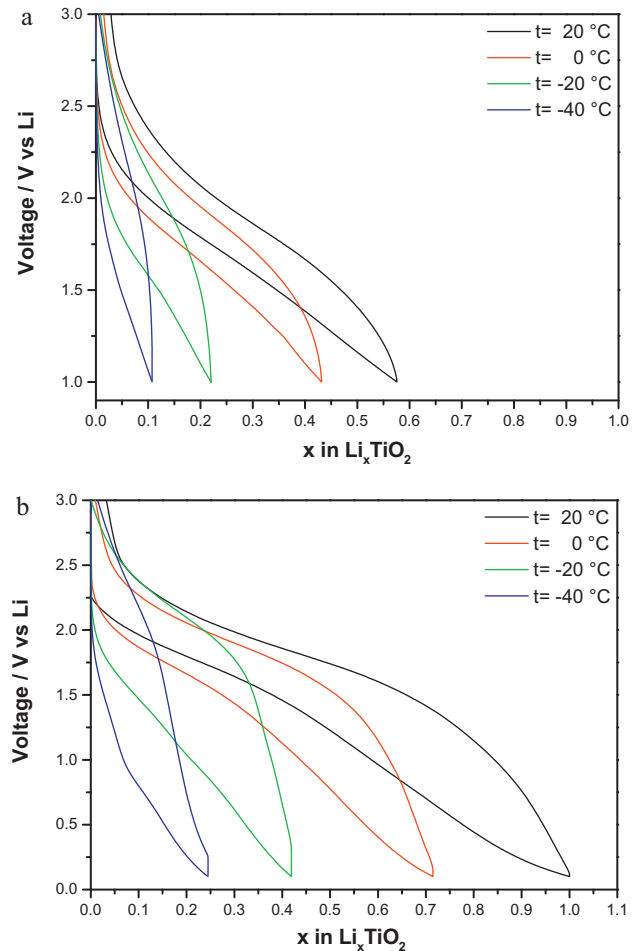 a
3.0
2.5
2.0
1.5
1.0
Voltage / V vs Li
t= 20 °C
t= 0 °C
t= -20 °C
t= -40 °C
0.0 0.1 0.2 0.3 0.4 0.5 0.6 0.7 0.8 0.9 1.0
x in LiₓTiO₂
b
3.0
2.5
2.0
1.5
1.0
0.5
0.0
Voltage / V vs Li
t= 20 °C
t= 0 °C
t= -20 °C
t= -40 °C
0.0 0.1 0.2 0.3 0.4 0.5 0.6 0.7 0.8 0.9 1.0 1.1
x in LiₓTiO₂